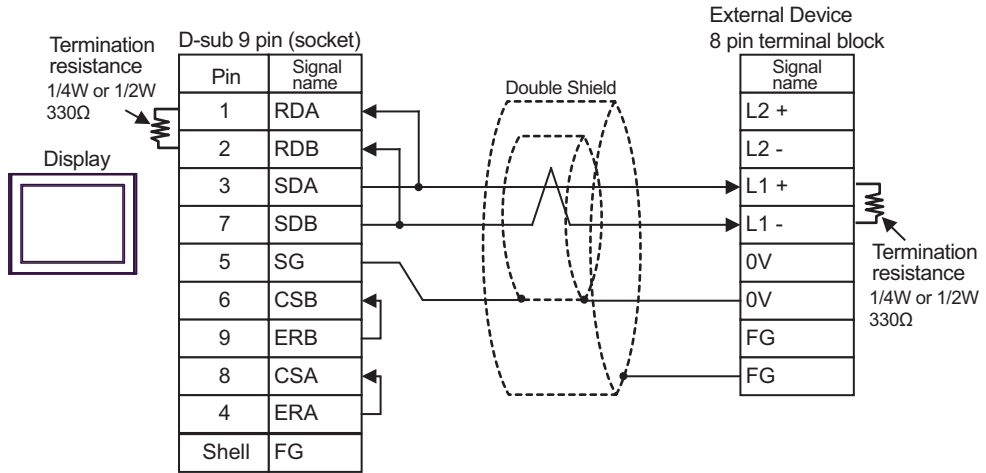 External Device
8 pin terminal block
Termination
resistance
1/4W or 1/2W
330Ω
D-sub 9 pin (socket)
Pin Signal name
1 RDA
2 RDB
3 SDA
7 SDB
5 SG
6 CSB
9 ERB
8 CSA
4 ERA
Shell FG
Display
Double Shield
Signal name
L2 +
L2 -
L1 +
L1 -
0V
0V
FG
FG
Termination
resistance
1/4W or 1/2W
330Ω